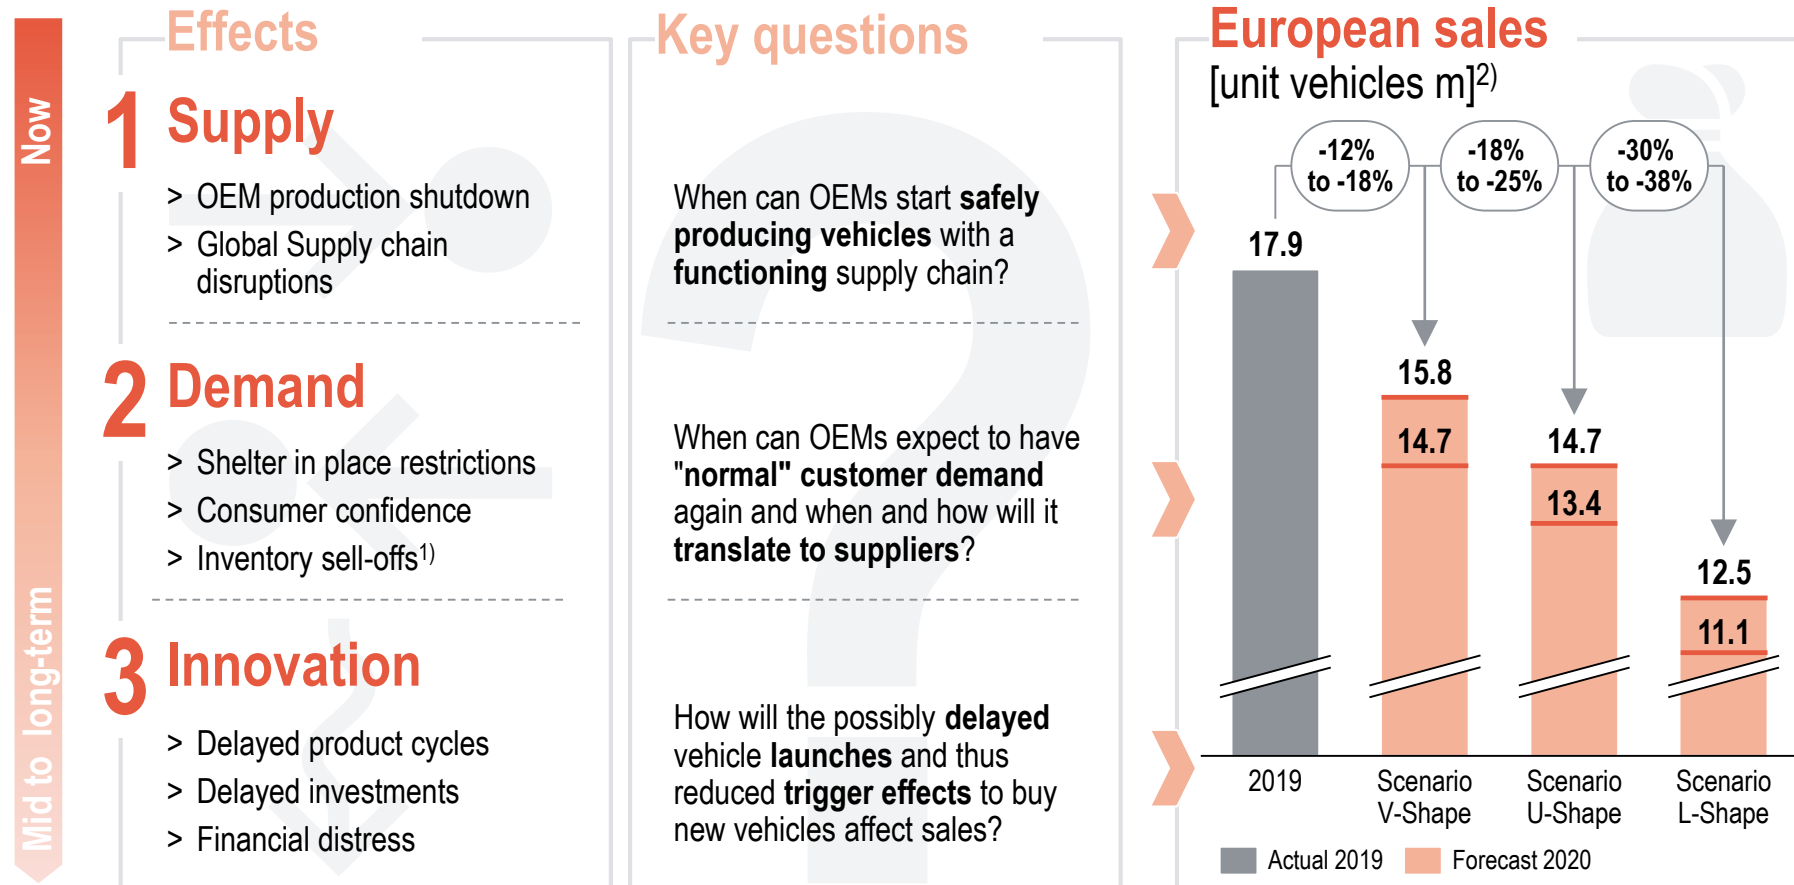 Now
Mid to long-term
Effects
1 Supply
> OEM production shutdown
> Global Supply chain
disruptions
2 Demand
> Shelter in place restrictions
> Consumer confidence
> Inventory sell-offs1)
3 Innovation
> Delayed product cycles
> Delayed investments
> Financial distress
Key questions
When can OEMs start safely
producing vehicles with a
functioning supply chain?
When can OEMs expect to have
"normal" customer demand
again and when and how will it
translate to suppliers?
How will the possibly delayed
vehicle launches and thus
reduced trigger effects to buy
new vehicles affect sales?
European sales
[unit vehicles m]2)
-12%
to -18%
-18%
to -25%
-30%
to -38%
17.9
15.8
14.7
14.7
13.4
12.5
11.1
2019
Scenario
V-Shape
Scenario
U-Shape
Scenario
L-Shape
Actual 2019
Forecast 2020